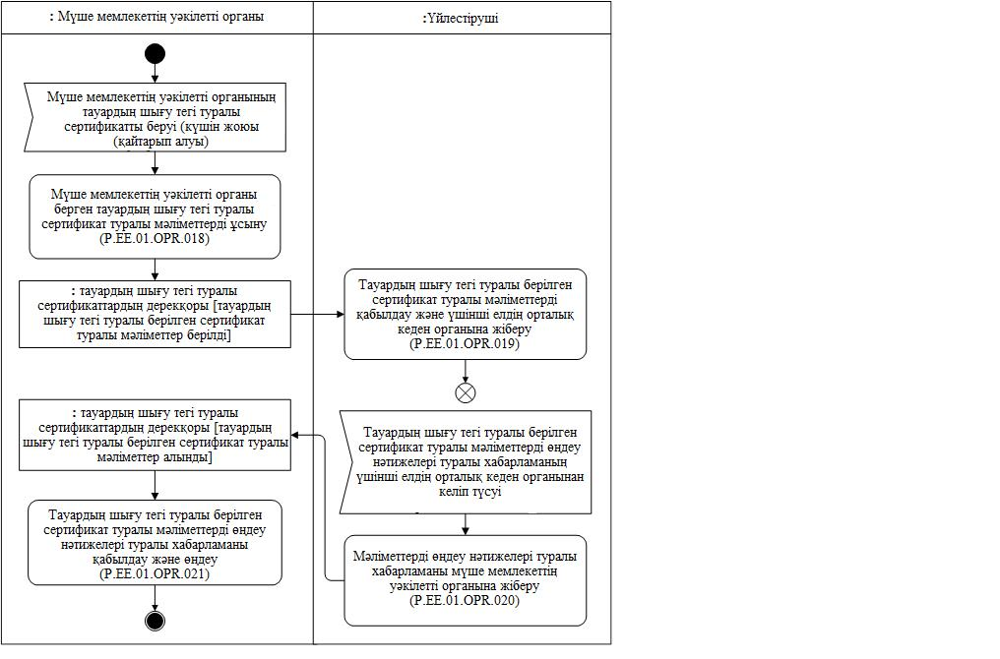 : Мүше мемлекеттің уәкілетті органы
:Үйлестіруші
Мүше мемлекеттің уәкілетті органының
тауардың шығу тегі туралы
сертификатты беруі (күшін жоюы
(қайтарып алуы)
Мүше мемлекеттің уәкілетті органы
берген тауардың шығу тегі туралы
сертификат туралы мәліметтерді ұсыну
(P.EE.01.OPR.018)
: тауардың шығу тегі туралы
сертификаттардың дерекқоры [тауардың
шығу тегі туралы берілген сертификат
туралы мәліметтер берілді]
Тауардың шығу тегі туралы берілген
сертификат туралы мәліметтерді
қабылдау және үшінші елдің орталық
кеден органына жіберу
(P.EE.01.OPR.019)
Тауардың шығу тегі туралы берілген
сертификат туралы мәліметтерді өңдеу
нәтижелері туралы хабарламаның
үшінші елдің орталық кеден органынан
келіп түсуі
Мәліметтерді өңдеу нәтижелері туралы
хабарламаны мүше мемлекеттің
уәкілетті органына жіберу
(P.EE.01.OPR.020)
: тауардың шығу тегі туралы
сертификаттардың дерекқоры [тауардың
шығу тегі туралы берілген сертификат туралы
мәліметтер алынды]
Тауардың шығу тегі туралы берілген
сертификат туралы мәліметтерді өңдеу
нәтижелері туралы хабарламаны
қабылдау және өңдеу
(P.EE.01.OPR.021)